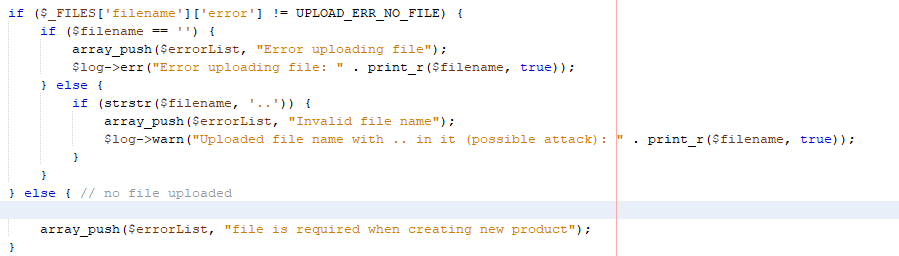 if ($_FILES['filename']['error'] != UPLOAD_ERR_NO_FILE) {
    if ($filename == '') {
        array_push($errorList, "Error uploading file");
        $log->err("Error uploading file: " . print_r($filename, true));
    } else {
        if (strstr($filename, '..')) {
            array_push($errorList, "Invalid file name");
            $log->warn("Uploaded file name with .. in it (possible attack): " . print_r($filename, true));
        }
    }
} else { // no file uploaded
    array_push($errorList, "file is required when creating new product");
}